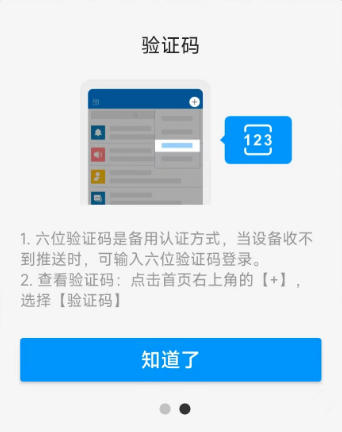 验证码
123
1. 六位验证码是备用认证方式，当设备收不
到推送时，可输入六位验证码登录。
2. 查看验证码：点击首页右上角的【+】，
选择【验证码】
知道了